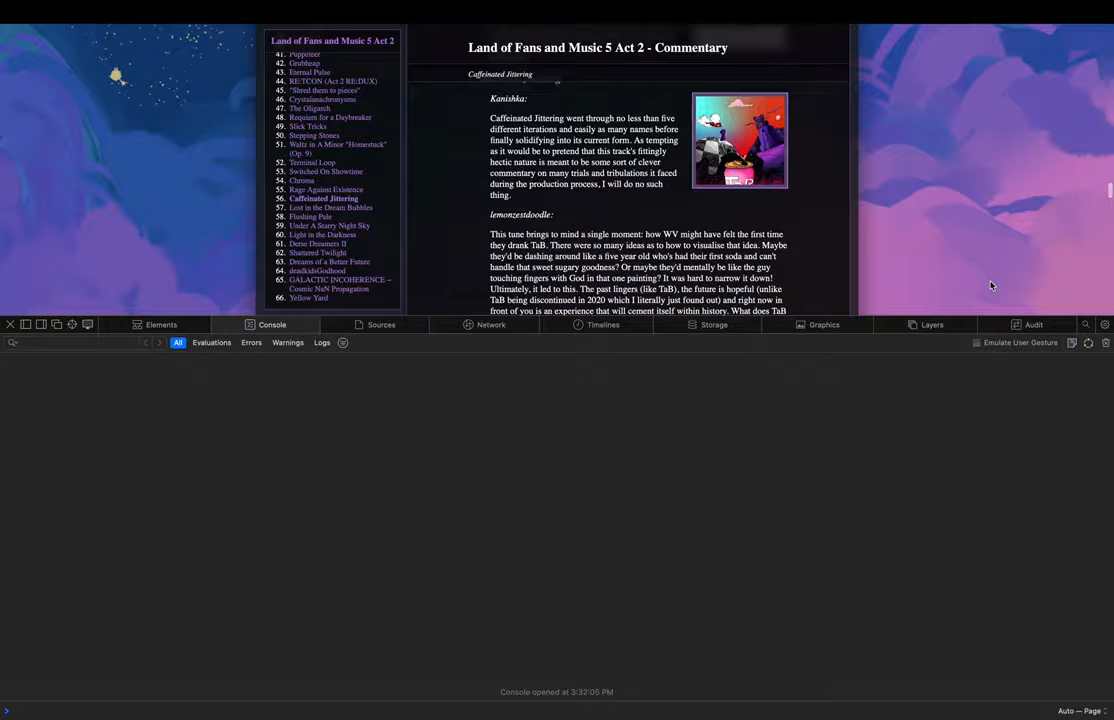 Land of Fans and Music 5 Act 2
41. Puppeteer
42. Grubheap
43. Eternal Pulse
44. RE:TCON (Act 2 RE:DUX)
45. "Shred them to pieces"
46. Crystalanachronysms
47. The Oligarch
48. Requiem for a Daybreaker
49. Slick Tricks
50. Stepping Stones
51. Waltz in A Minor "Homestuck"
(Op. 9)
52. Terminal Loop
53. Switched On Showtime
54. Chroma
55. Rage Against Existence
56. Caffeinated Jittering
57. Lost in the Dream Bubbles
58. Flushing Pale
59. Under A Starry Night Sky
60. Light in the Darkness
61. Derse Dreamers II
62. Shattered Twilight
63. Dreams of a Better Future
64. deadkidsGodhood
65. GALACTIC INCOHERENCE ~
Cosmic NaN Propagation
66. Yellow Yard
Land of Fans and Music 5 Act 2 - Commentary
Caffeinated Jittering
Kanishka:
Caffeinated Jittering went through no less than five
different iterations and easily as many names before
finally solidifying into its current form. As tempting
as it would be to pretend that this track's fittingly
hectic nature is meant to be some sort of clever
commentary on many trials and tribulations it faced
during the production process, I will do no such
thing.
lemonzestdoodle:
This tune brings to mind a single moment: how WV might have felt the first time
they drank TaB. There were so many ideas as to how to visualise that idea. Maybe
they'd be dashing around like a five year old who's had their first soda and can't
handle that sweet sugary goodness? Or maybe they'd mentally be like the guy
touching fingers with God in that one painting? It was hard to narrow it down!
Ultimately, it led to this. The past lingers (like TaB), the future is hopeful (unlike
TaB being discontinued in 2020 which I literally just found out) and right now in
front of you is an experience that will cement itself within history. What does TaB
Elements
Console
Sources
Network
Timelines
Storage
Graphics
Layers
Audit
All
Evaluations
Errors
Warnings
Logs
Emulate User Gesture
Console opened at 3:32:05 PM
Auto — Page